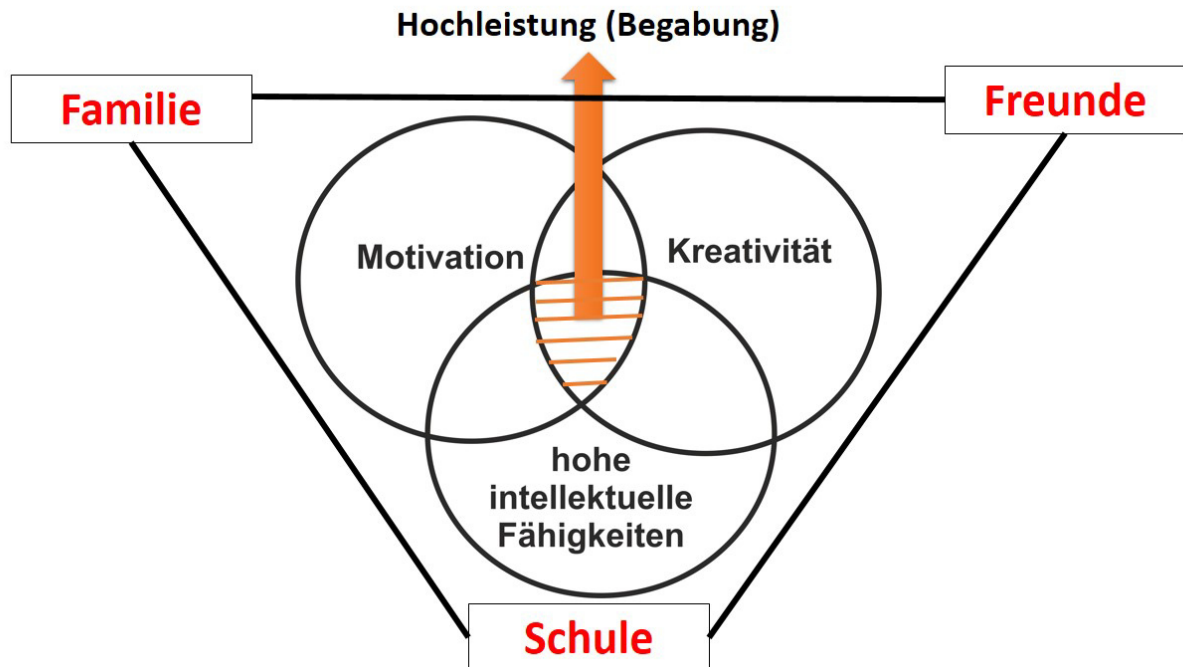 Hochleistung (Begabung)
Familie
Freunde
Motivation
Kreativität
hohe
intellektuelle
Fähigkeiten
Schule